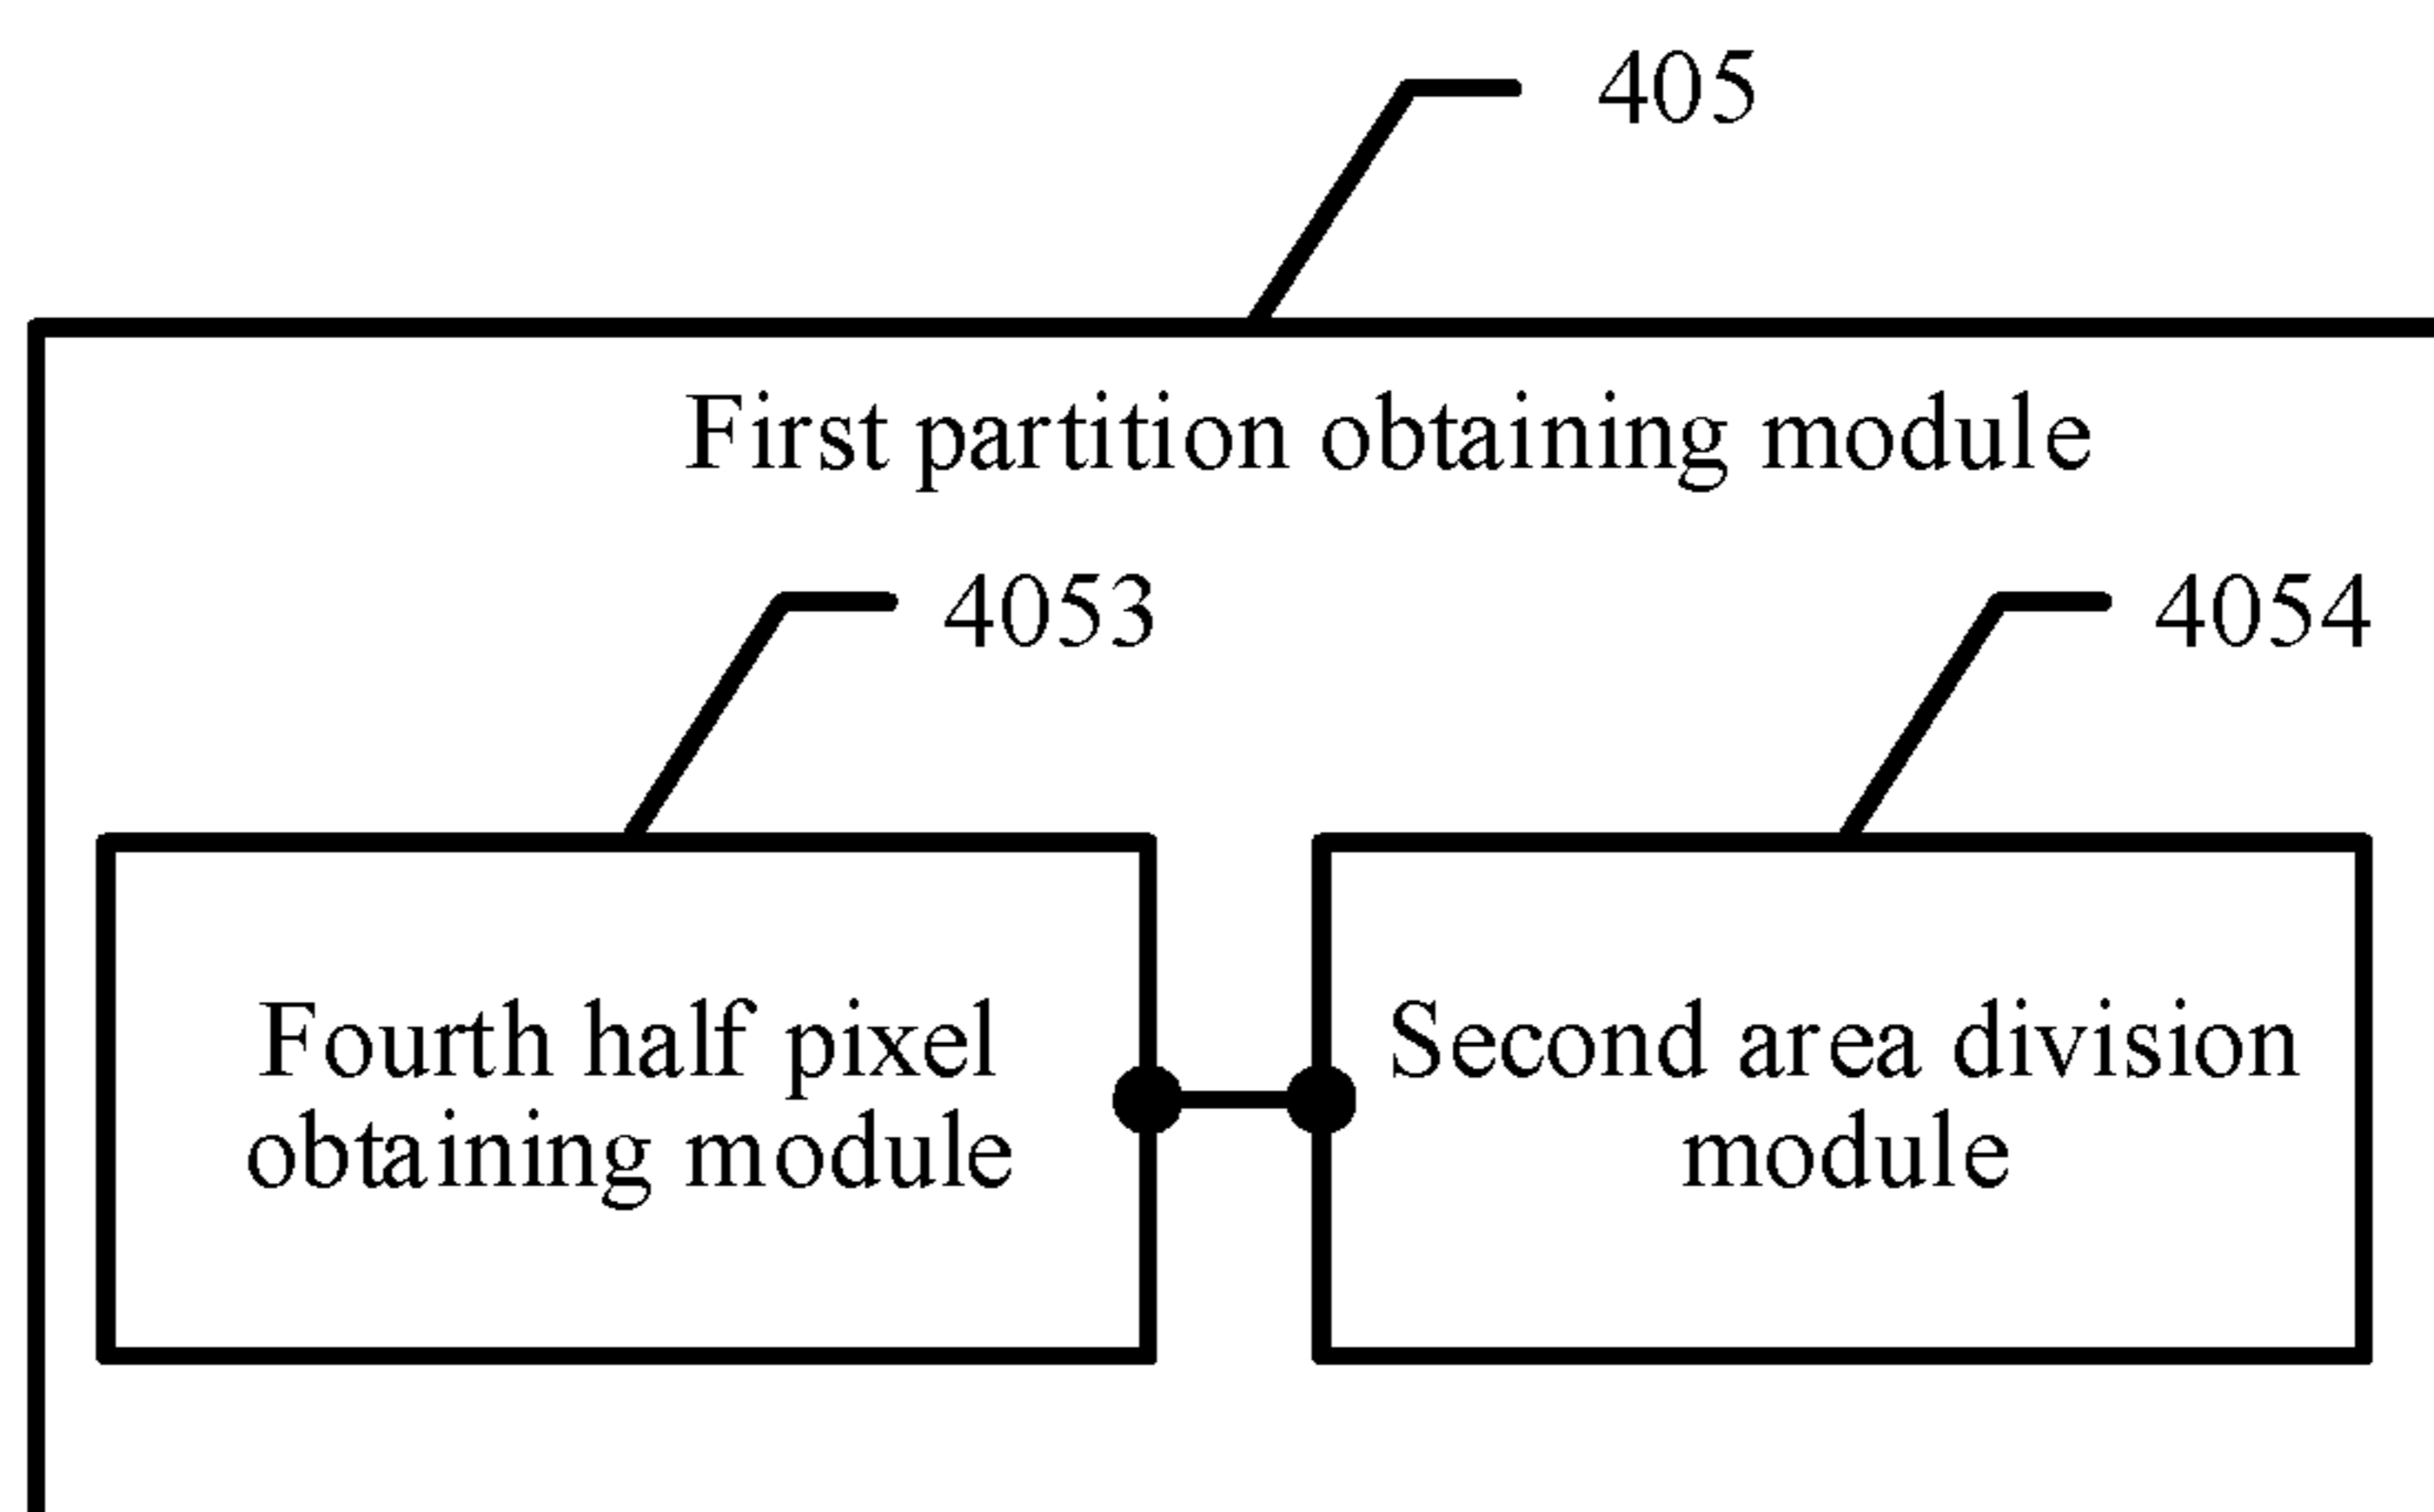 405
First partition obtaining module
4053
4054
Fourth half pixel
obtaining module
Second area division
module